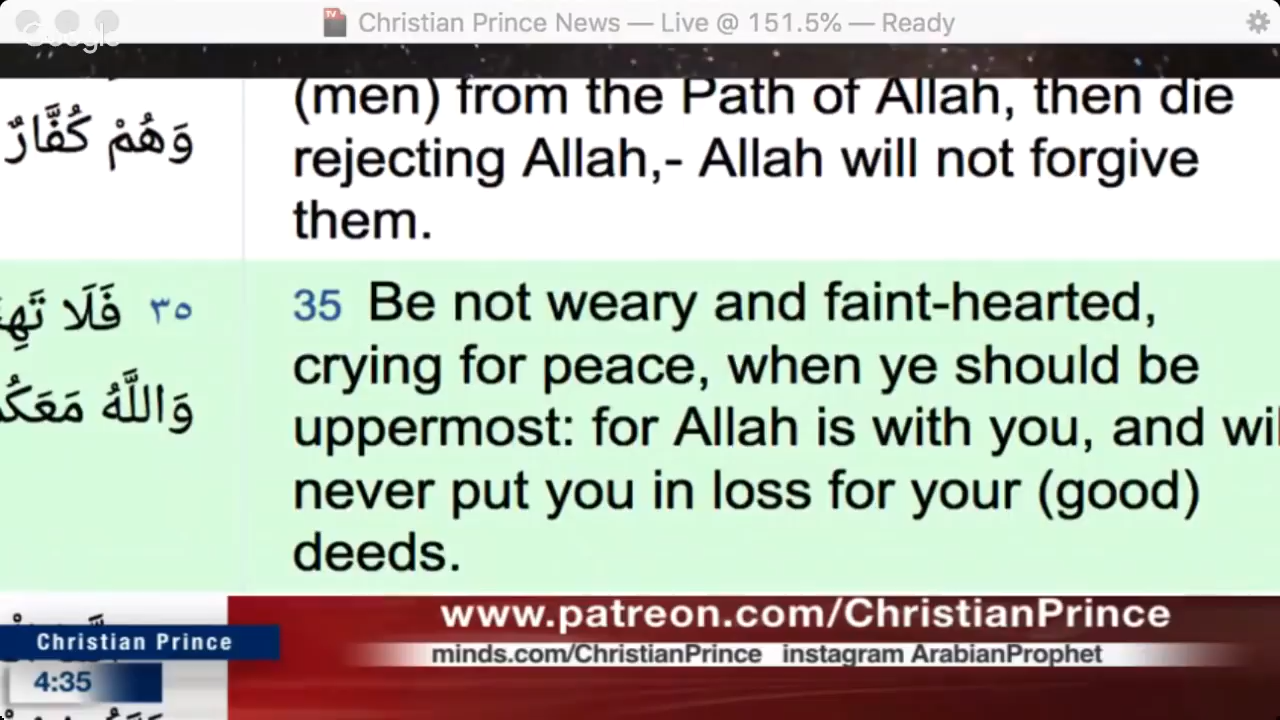 Christian Prince News — Live @ 151.5% — Ready
Google
(men) from the Path of Allah, then die
وَهُمْ كُفَّارٌ
rejecting Allah,- Allah will not forgive
them.
٣٥ فَلَا
35 Be not weary and faint-hearted,
crying for peace, when ye should be
وَاللَّهُ
uppermost: for Allah is with you, and
never put you in loss for your (good)
deeds.
www.patreon.com/ChristianPrince
Christian Prince
minds.com/ChristianPrince instagram ArabianProphet
4:35